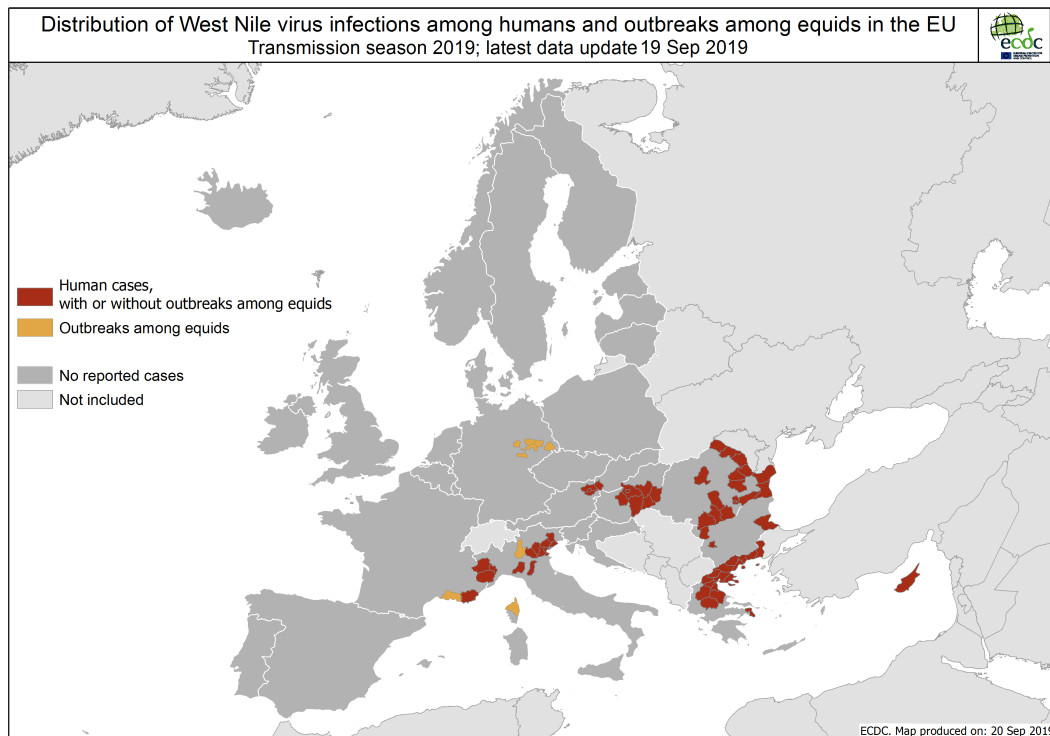 Distribution of West Nile virus infections among humans and outbreaks among equids in the EU
Transmission season 2019; latest data update 19 Sep 2019
ecdc
Human cases,
with or without outbreaks among equids
Outbreaks among equids
No reported cases
Not included
ECDC. Map produced on: 20 Sep 2019